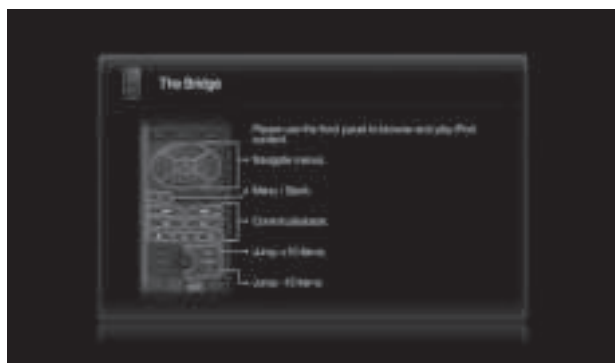 The Bridge
Please use the front panel to browse and play iPod
content.
Navigate menus
Menu / Back
Control playback
Jump +10 items
Jump -10 items